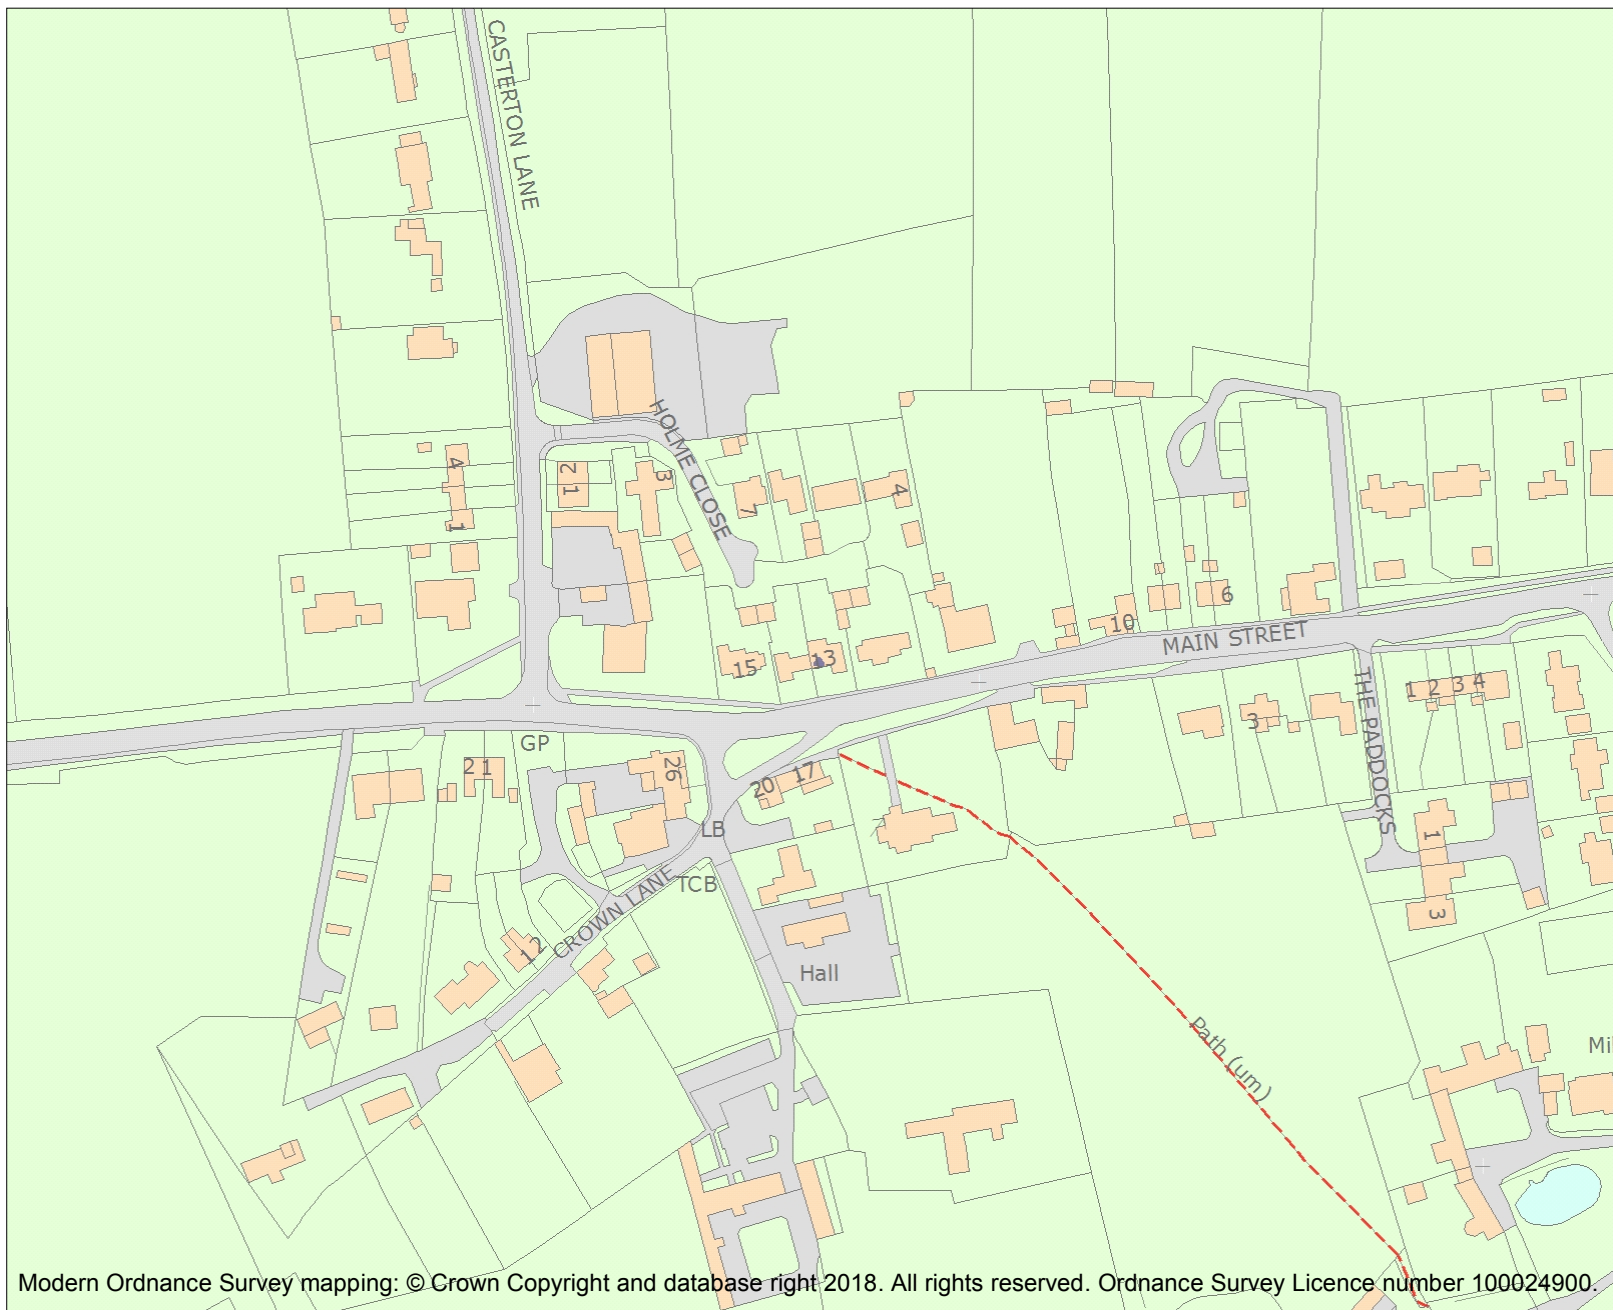 CASTERTON LANE
HOLME CLOSE
4
1
2
1
3
7
4
6
10
MAIN STREET
13
15
THE PADDOCKS
1 2 3 4
3
GP
2 1
26
20 17
LB
TCB
CROWN LANE
12
Hall
1
3
Path (um)
Mil
Modern Ordnance Survey mapping: © Crown Copyright and database right 2018. All rights reserved. Ordnance Survey Licence number 100024900.